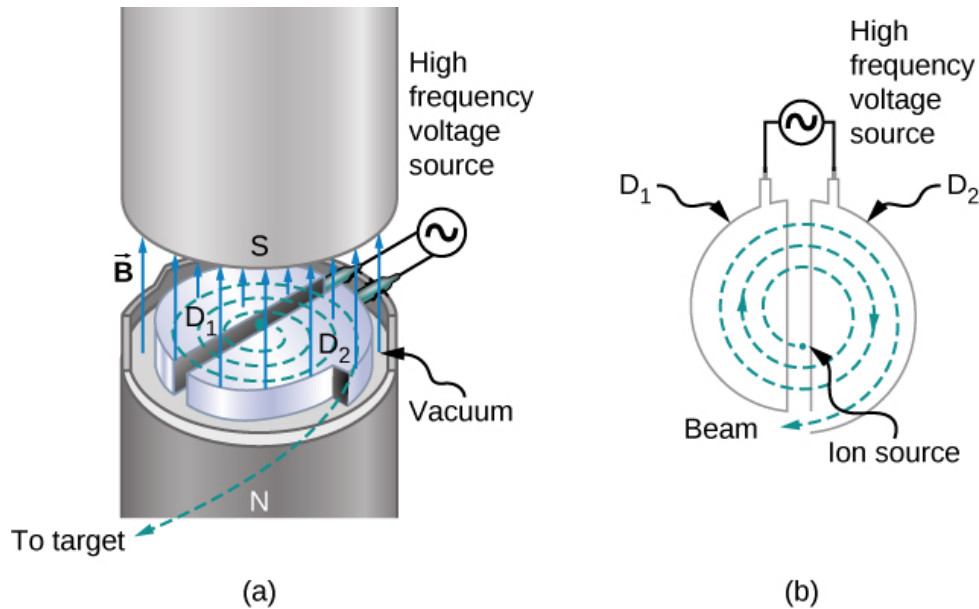 High
frequency
voltage
source
S
B
D1
D2
Vacuum
N
To target
(a)
High
frequency
voltage
source
D1
D2
Beam
Ion source
(b)